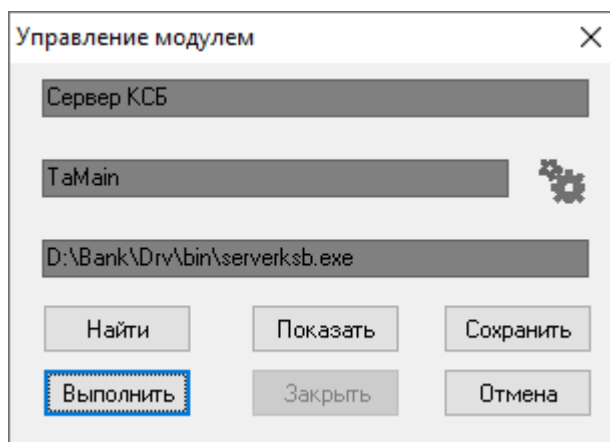 Управление модулем
Сервер КСБ
TaMain
D:\Bank\Drv\bin\serverksb.exe
Найти Показать Сохранить
Выполнить Закрыть Отмена